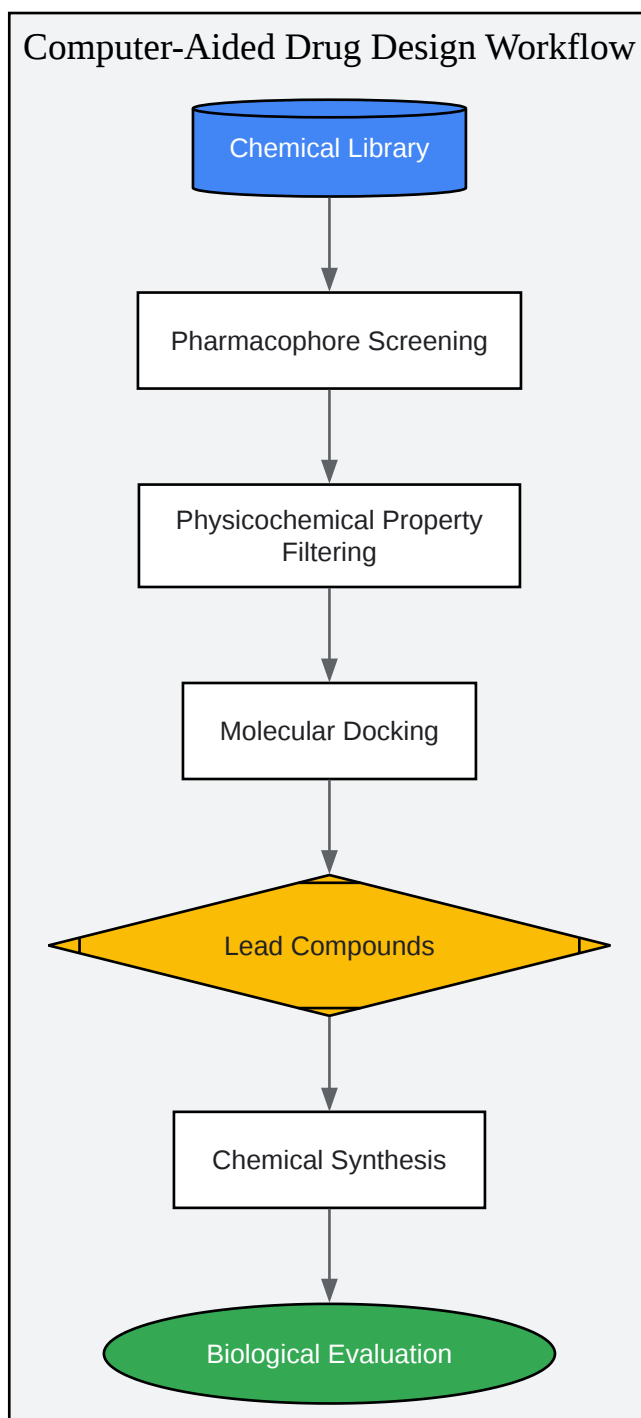 Computer-Aided Drug Design Workflow
Chemical Library
Pharmacophore Screening
Physicochemical Property
Filtering
Molecular Docking
Lead Compounds
Chemical Synthesis
Biological Evaluation